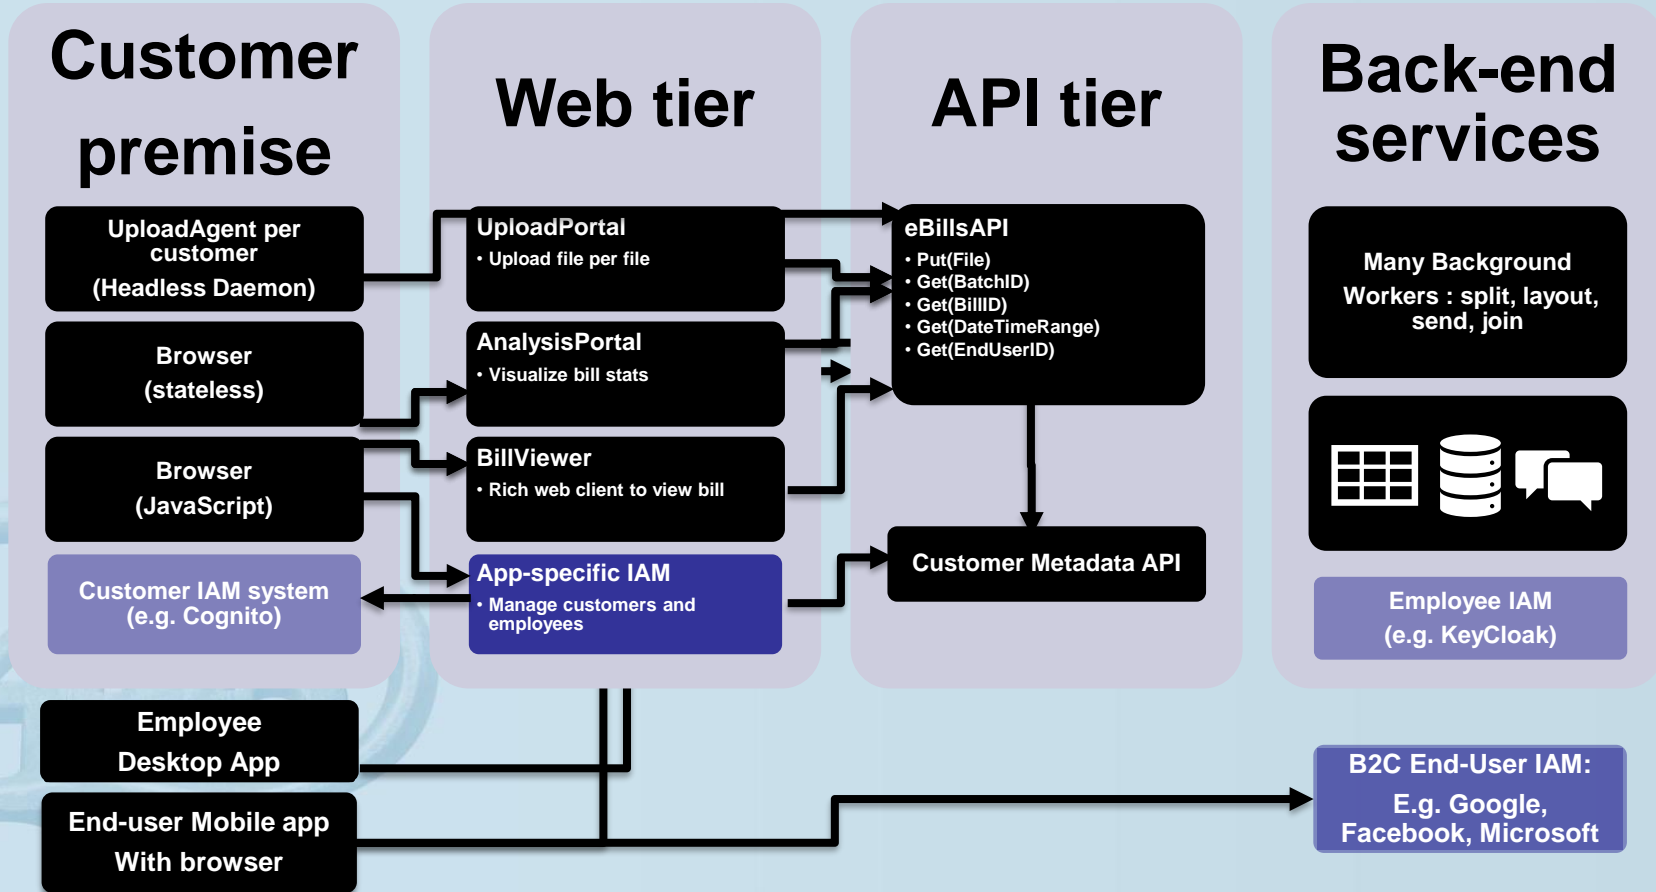 Customer
premise
UploadAgent per
customer
(Headless Daemon)
Browser
(stateless)
Browser
(JavaScript)
Customer IAM system
(e.g. Cognito)
Employee
Desktop App
End-user Mobile app
With browser
Web tier
UploadPortal
• Upload file per file
AnalysisPortal
• Visualize bill stats
BillViewer
• Rich web client to view bill
App-specific IAM
• Manage customers and
employees
API tier
eBillsAPI
• Put(File)
• Get(BatchID)
• Get(BillID)
• Get(DateTimeRange)
• Get(EndUserID)
Customer Metadata API
Back-end
services
Many Background
Workers : split, layout,
send, join
Employee IAM
(e.g. KeyCloak)
B2C End-User IAM:
E.g. Google,
Facebook, Microsoft